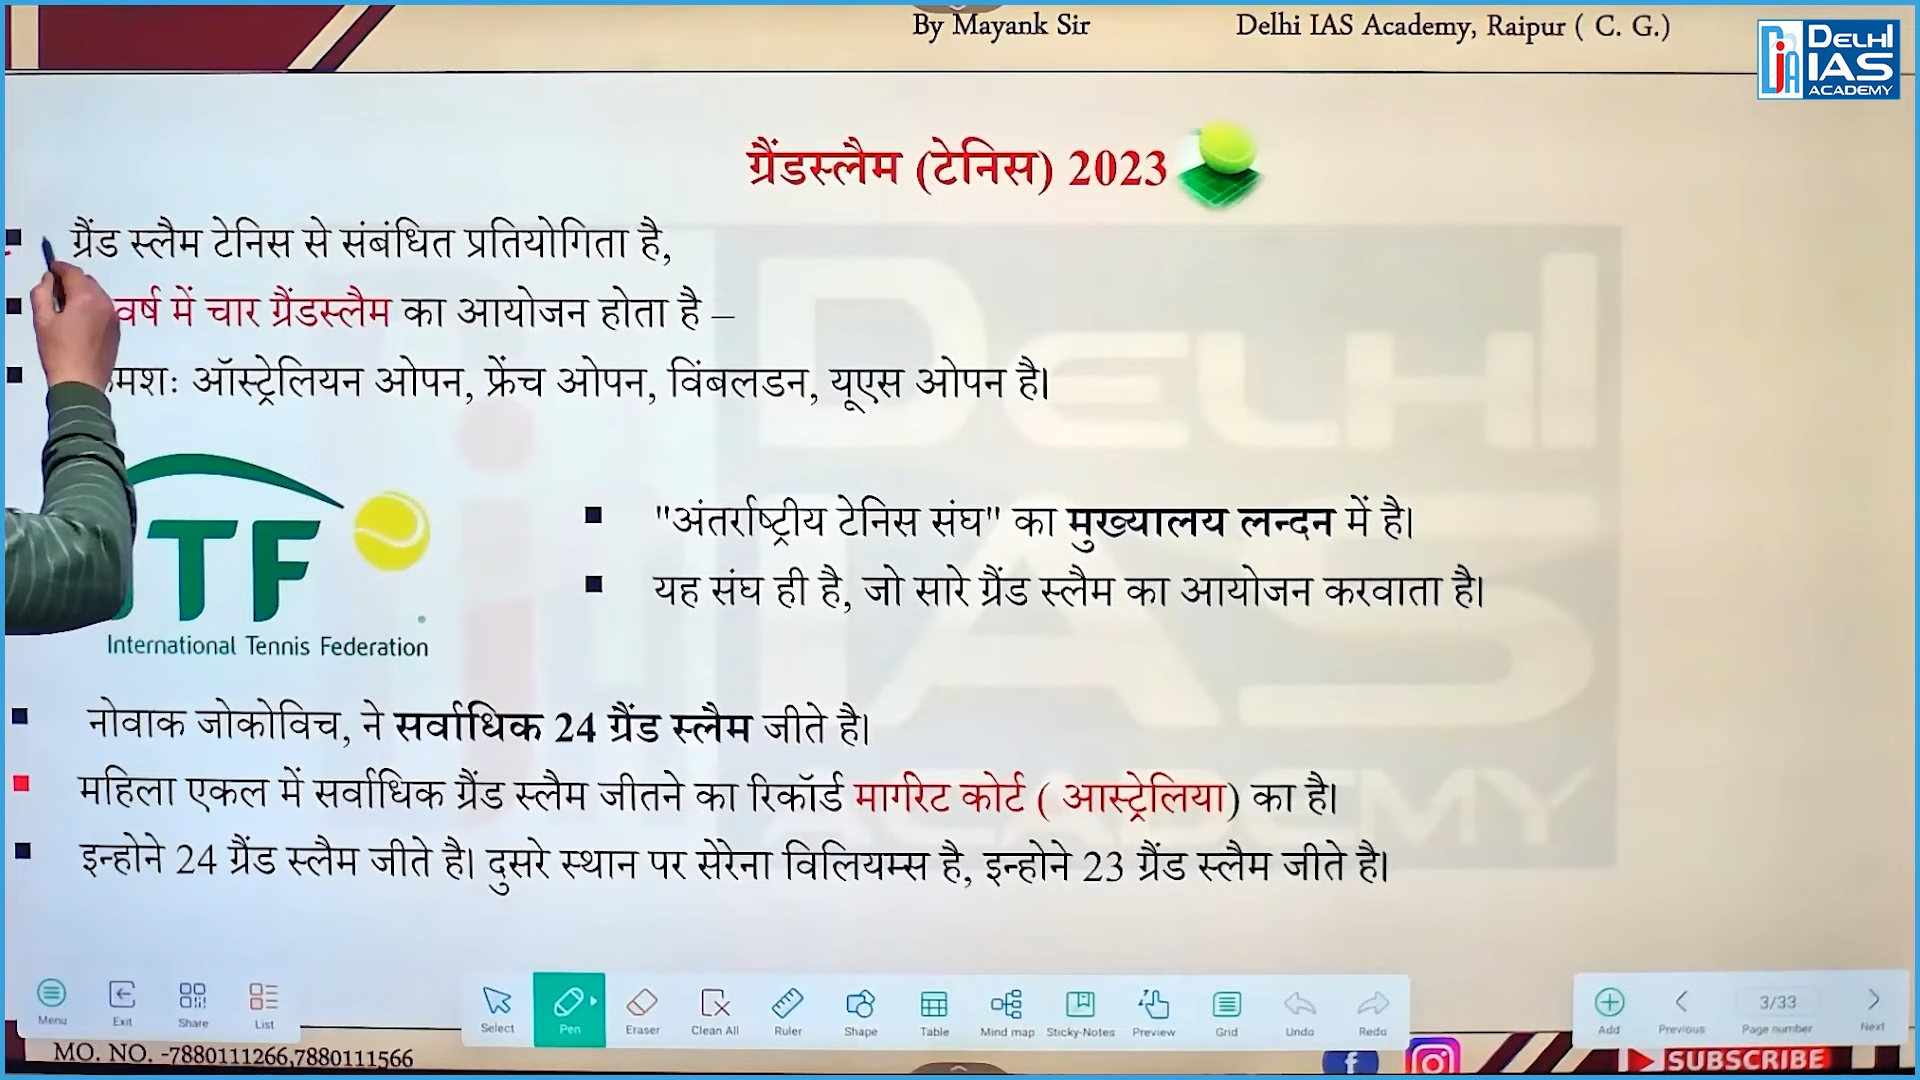 By Mayank Sir
Delhi IAS Academy, Raipur ( C. G.)
DELHI
IAS
ACADEMY
ग्रैंडस्लैम (टेनिस) 2023
ग्रैंड स्लैम टेनिस से संबंधित प्रतियोगिता है,
वर्ष में चार ग्रैंडस्लैम का आयोजन होता है –
मशः ऑस्ट्रेलियन ओपन, फ्रेंच ओपन, विंबलडन, यूएस ओपन है।
TF
International Tennis Federation
"अंतर्राष्ट्रीय टेनिस संघ" का मुख्यालय लन्दन में है।
यह संघ ही है, जो सारे ग्रैंड स्लैम का आयोजन करवाता है।
नोवाक जोकोविच, ने सर्वाधिक 24 ग्रैंड स्लैम जीते है।
महिला एकल में सर्वाधिक ग्रैंड स्लैम जीतने का रिकॉर्ड मार्गरेट कोर्ट ( आस्ट्रेलिया) का है।
इन्होने 24 ग्रैंड स्लैम जीते है। दुसरे स्थान पर सेरेना विलियम्स है, इन्होने 23 ग्रैंड स्लैम जीते है।
DELHI
IAS
ACADEMY
Menu Exit Share List Select Pen Eraser Clean All Ruler Shape Table Mind map Sticky-Notes Preview Grid Undo Redo Add Previous 3/33 Page number Next
MO. NO. -7880111266,7880111566
SUBSCRIBE